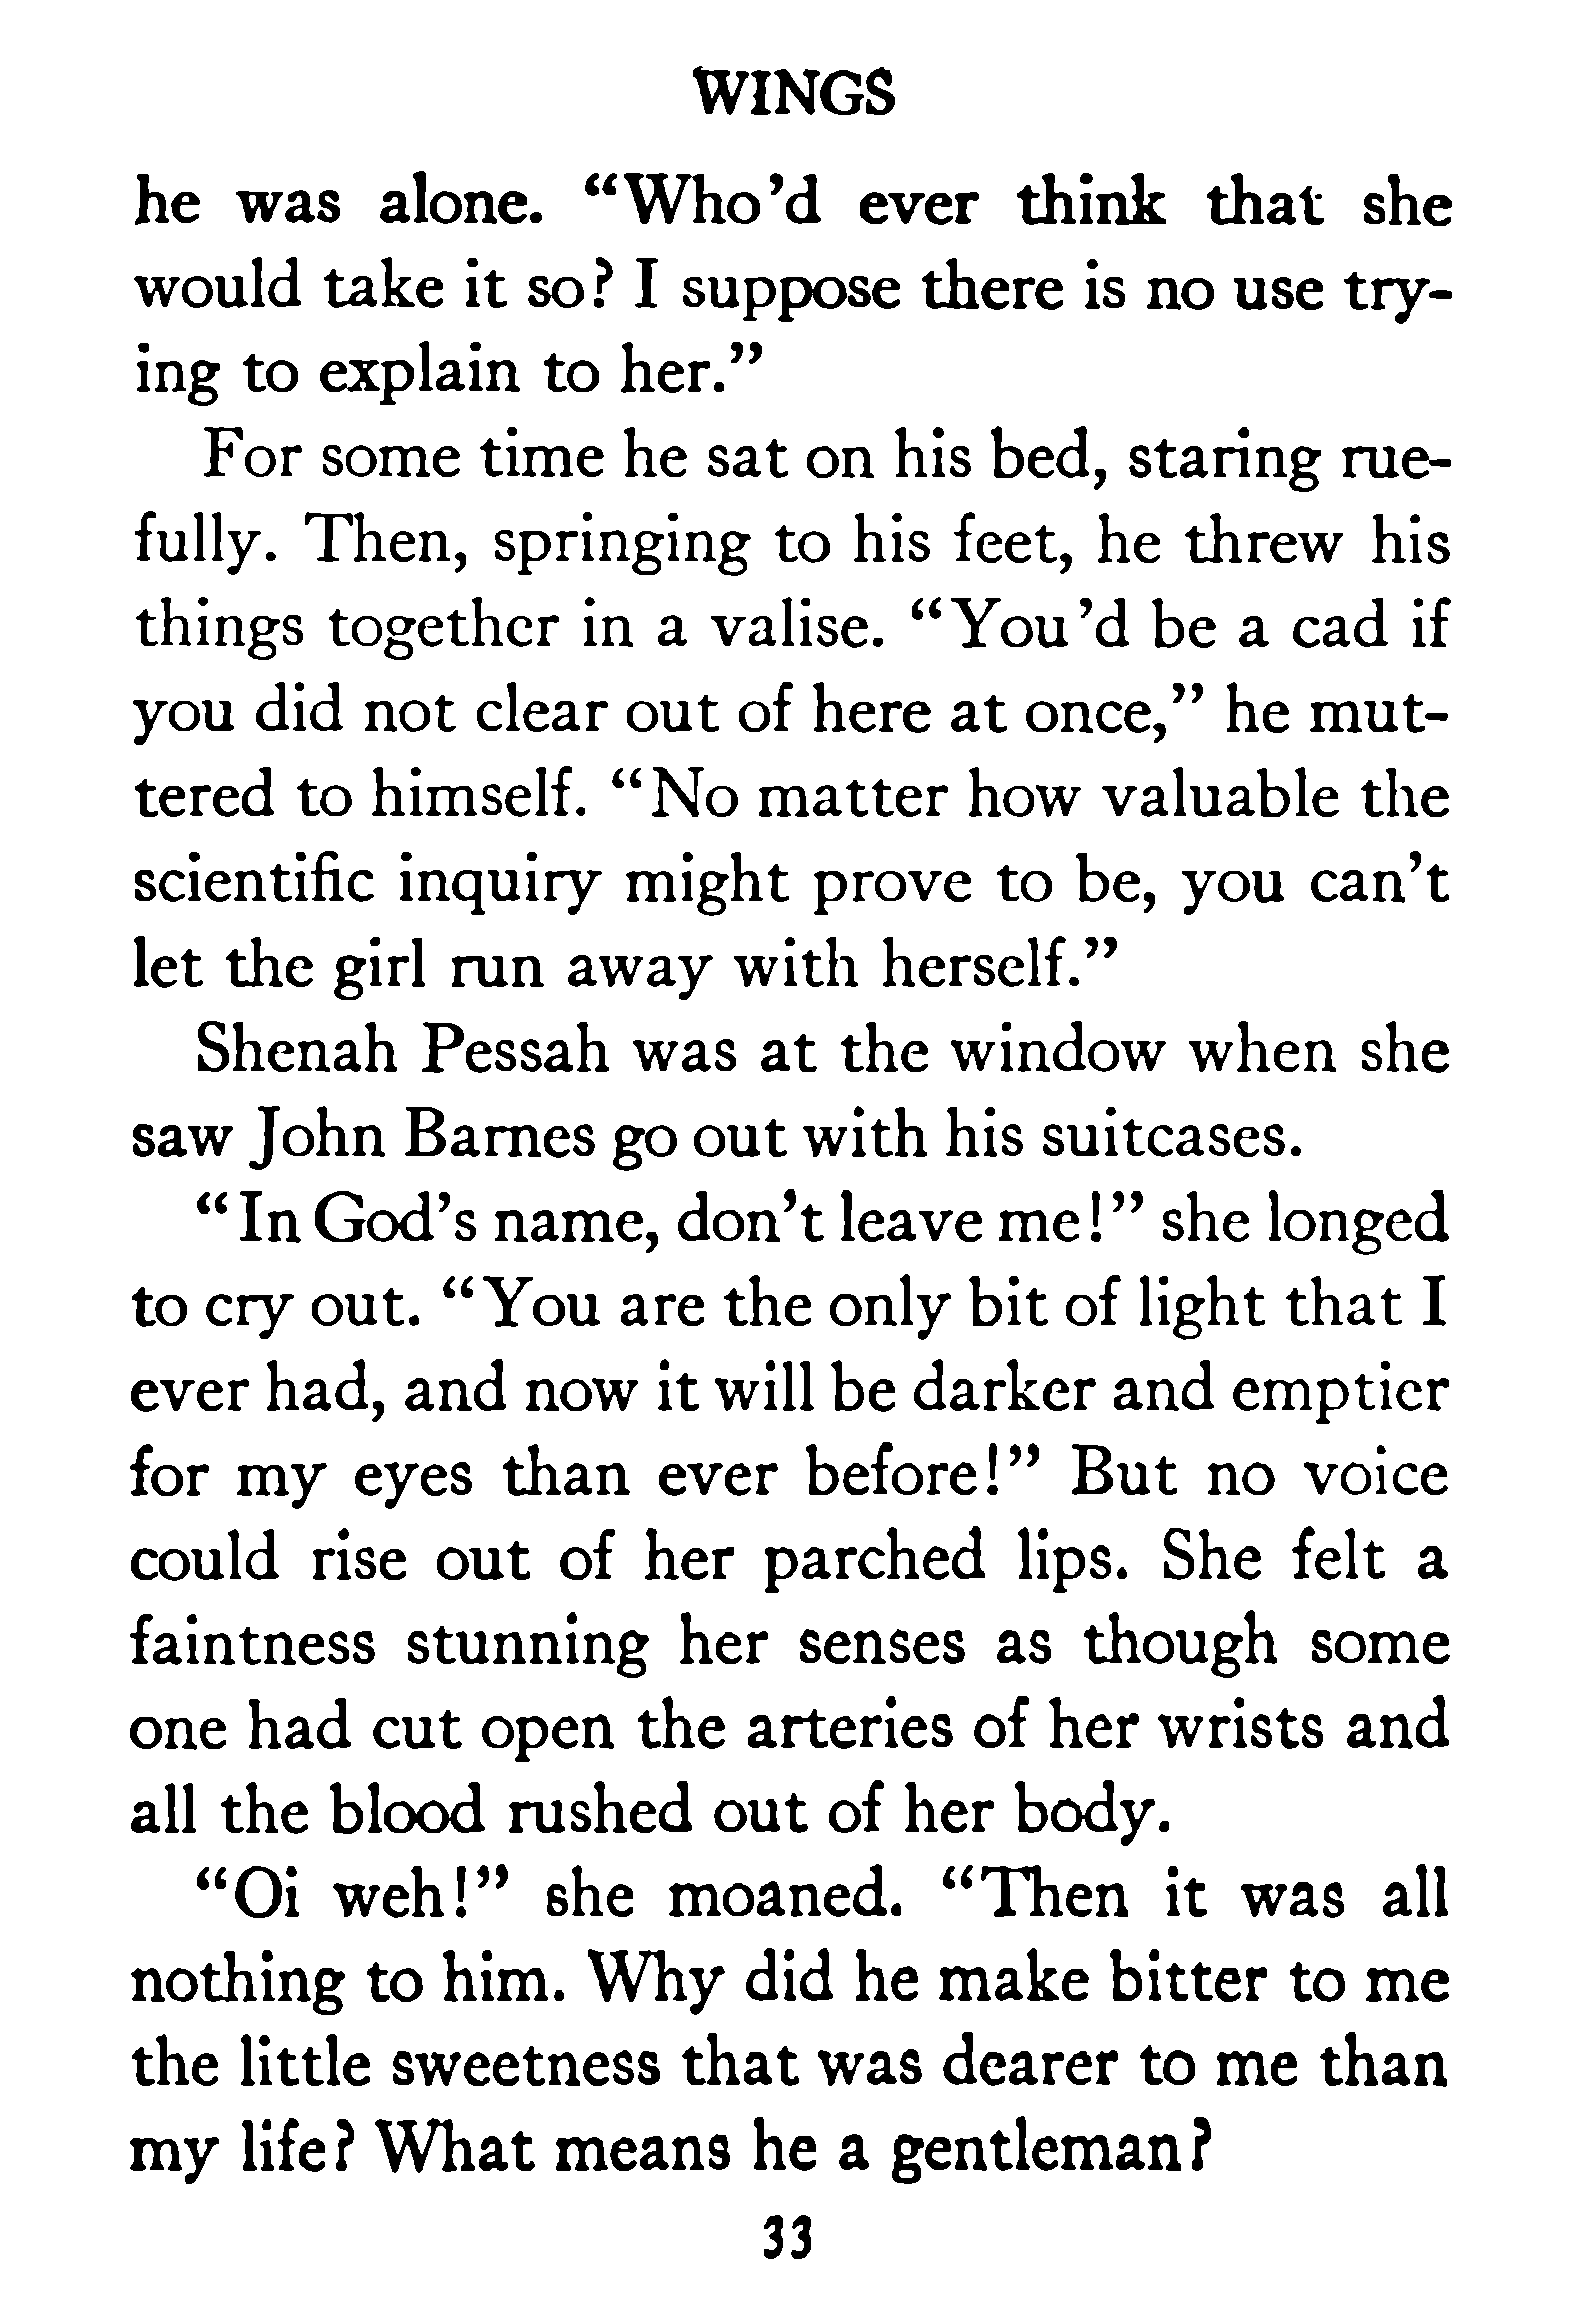 WINGS
he was alone. “Who’d ever think that she
would take it so? I suppose there is no use try-
ing to explain to her.”
For some time he sat on his bed, staring rue-
fully. Then, springing to his feet, he threw his
things together in a valise. “You’d be a cad if
you did not clear out of here at once,” he mut-
tered to himself. “No matter how valuable the
scientific inquiry might prove to be, you can’t
let the girl run away with herself.”
Shenah Pessah was at the window when she
saw John Barnes go out with his suitcases.
“In God’s name, don’t leave me!” she longed
to cry out. “You are the only bit of light that I
ever had, and now it will be darker and emptier
for my eyes than ever before!” But no voice
could rise out of her parched lips. She felt a
faintness stunning her senses as though some
one had cut open the arteries of her wrists and
all the blood rushed out of her body.
“Oi weh!” she moaned. “Then it was all
nothing to him. Why did he make bitter to me
the little sweetness that was dearer to me than
my life? What means he a gentleman?
33